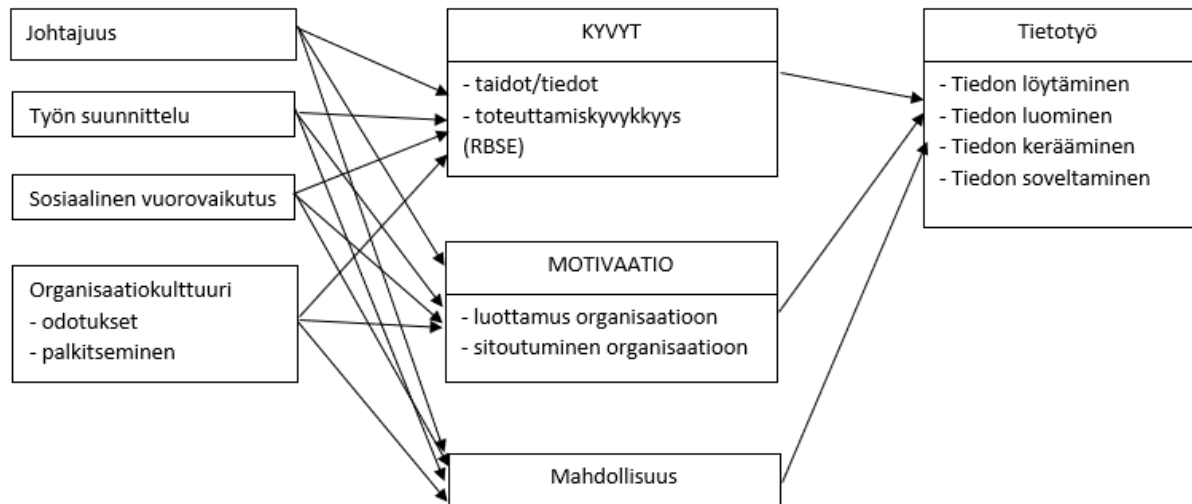 Johtajuus
Työn suunnittelu
Sosiaalinen vuorovaikutus
Organisaatiokulttuuri
- odotukset
- palkitseminen
KYVYT
- taidot/tiedot
- toteuttamiskyvykkyys
(RBSE)
MOTIVAATIO
- luottamus organisaatioon
- sitoutuminen organisaatioon
Mahdollisuus
Tietotyö
- Tiedon löytäminen
- Tiedon luominen
- Tiedon kerääminen
- Tiedon soveltaminen